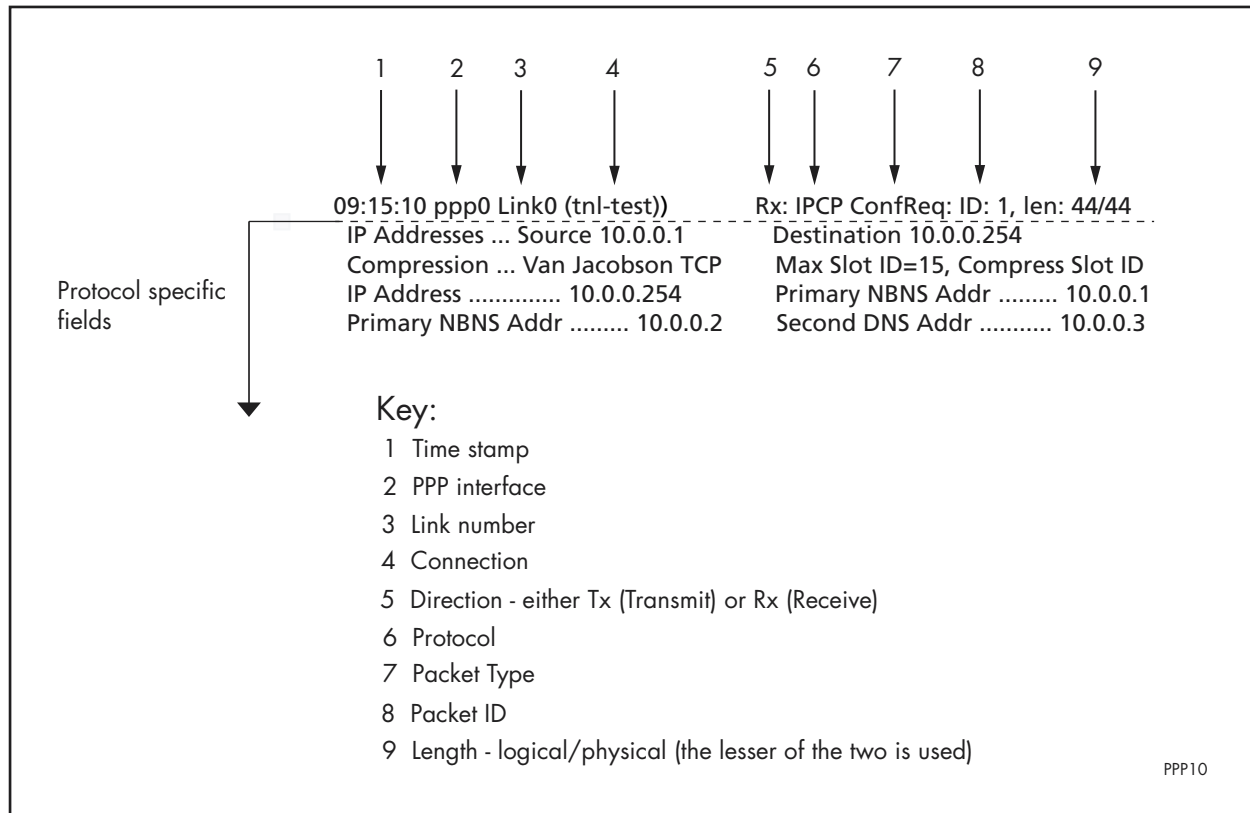 1 2 3 4 5 6 7 8 9
09:15:10 ppp0 Link0 (tnl-test)) Rx: IPCP ConfReq: ID: 1, len: 44/44
IP Addresses ... Source 10.0.0.1 Destination 10.0.0.254
Compression ... Van Jacobson TCP Max Slot ID=15, Compress Slot ID
IP Address .............. 10.0.0.254 Primary NBNS Addr ......... 10.0.0.1
Primary NBNS Addr ......... 10.0.0.2 Second DNS Addr ........... 10.0.0.3
Protocol specific
fields
Key:
1 Time stamp
2 PPP interface
3 Link number
4 Connection
5 Direction - either Tx (Transmit) or Rx (Receive)
6 Protocol
7 Packet Type
8 Packet ID
9 Length - logical/physical (the lesser of the two is used)
PPP10